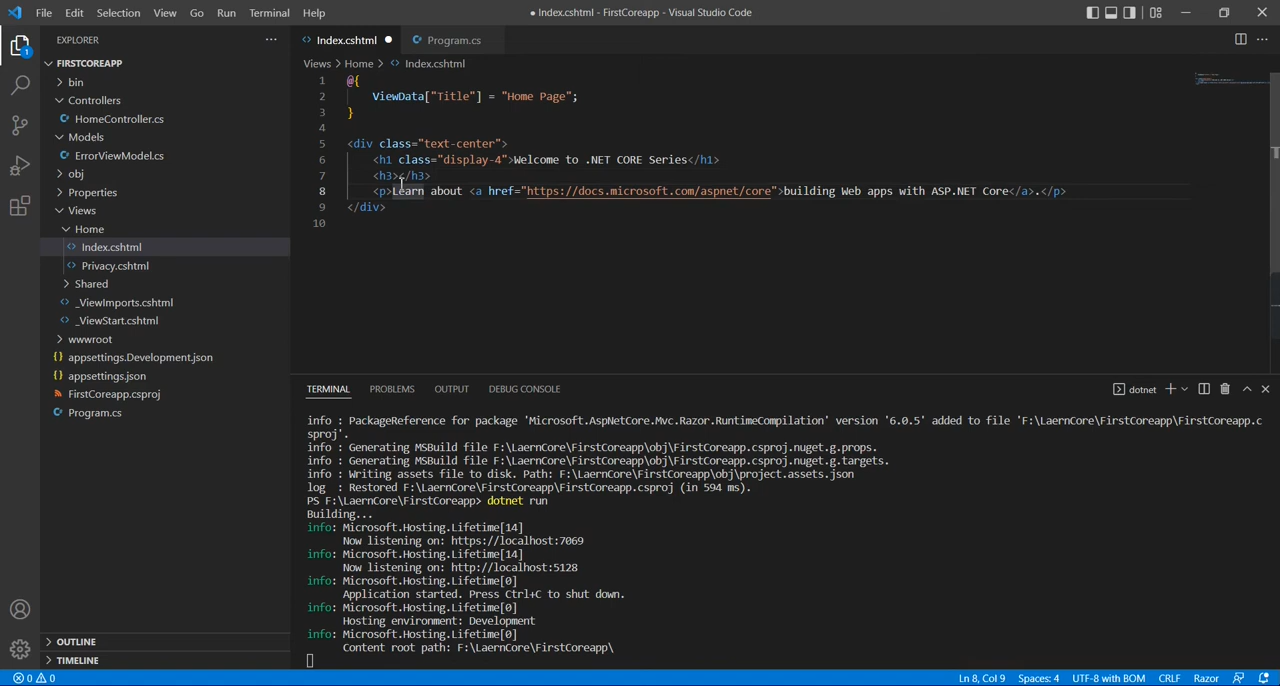 File Edit Selection View Go Run Terminal Help
● Index.cshtml - FirstCoreapp - Visual Studio Code
EXPLORER
FIRSTCOREAPP
bin
Controllers
HomeController.cs
Models
ErrorViewModel.cs
obj
Properties
Views
Home
Index.cshtml
Privacy.cshtml
Shared
_ViewImports.cshtml
_ViewStart.cshtml
wwwroot
appsettings.Development.json
appsettings.json
FirstCoreapp.csproj
Program.cs
OUTLINE
TIMELINE
1
Index.cshtml Program.cs
Views > Home > Index.cshtml
1 @{
2 ViewData["Title"] = "Home Page";
3 }
4
5 <div class="text-center">
6 <h1 class="display-4">Welcome to .NET CORE Series</h1>
7 <h3></h3>
8 <p>Learn about <a href="https://docs.microsoft.com/aspnet/core">building Web apps with ASP.NET Core</a>.</p>
9 </div>
10
TERMINAL PROBLEMS OUTPUT DEBUG CONSOLE
dotnet
info : PackageReference for package 'Microsoft.AspNetCore.Mvc.Razor.RuntimeCompilation' version '6.0.5' added to file 'F:\LaernCore\FirstCoreapp\FirstCoreapp.c
sproj'.
info : Generating MSBuild file F:\LaernCore\FirstCoreapp\obj\FirstCoreapp.csproj.nuget.g.props.
info : Generating MSBuild file F:\LaernCore\FirstCoreapp\obj\FirstCoreapp.csproj.nuget.g.targets.
info : Writing assets file to disk. Path: F:\LaernCore\FirstCoreapp\obj\project.assets.json
log  : Restored F:\LaernCore\FirstCoreapp\FirstCoreapp.csproj (in 594 ms).
PS F:\LaernCore\FirstCoreapp> dotnet run
Building...
info: Microsoft.Hosting.Lifetime[14]
Now listening on: https://localhost:7069
info: Microsoft.Hosting.Lifetime[14]
Now listening on: http://localhost:5128
info: Microsoft.Hosting.Lifetime[0]
Application started. Press Ctrl+C to shut down.
info: Microsoft.Hosting.Lifetime[0]
Hosting environment: Development
info: Microsoft.Hosting.Lifetime[0]
Content root path: F:\LaernCore\FirstCoreapp\
0 0
Ln 8, Col 9 Spaces: 4 UTF-8 with BOM CRLF Razor